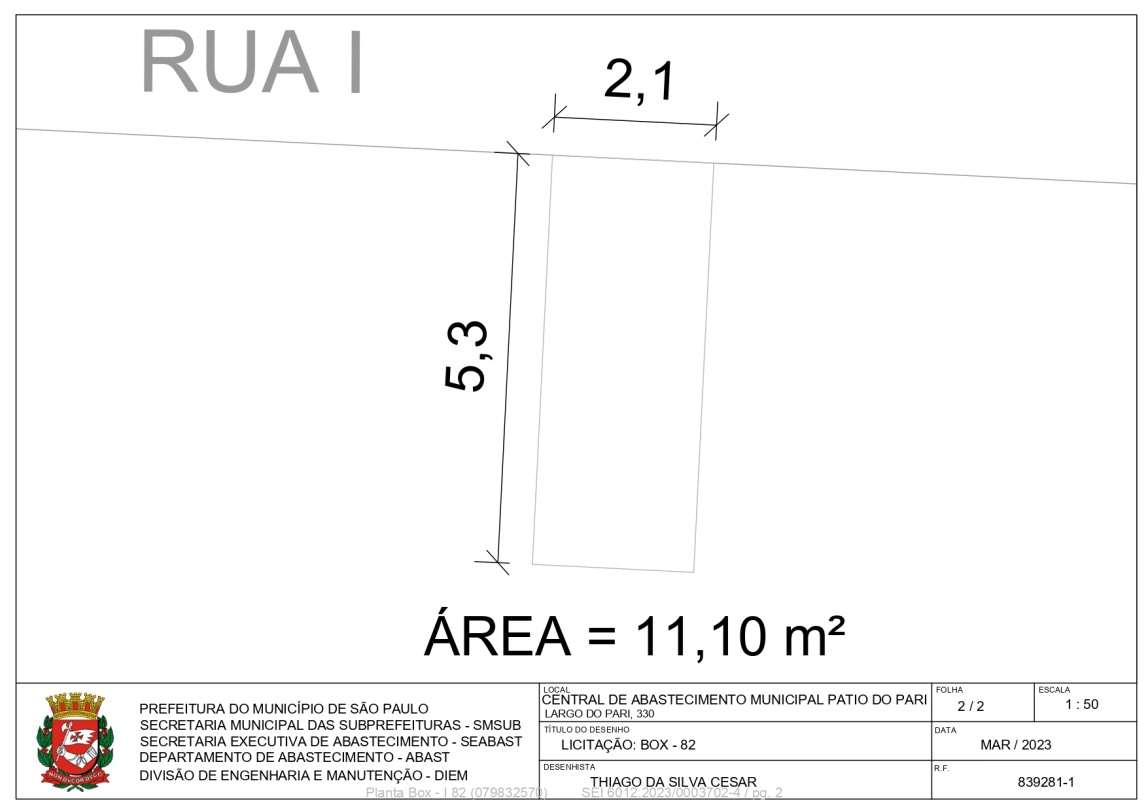 RUA I
2,1
5,3
ÁREA = 11,10 m²
PREFEITURA DO MUNICÍPIO DE SÃO PAULO
SECRETARIA MUNICIPAL DAS SUBPREFEITURAS - SMSUB
SECRETARIA EXECUTIVA DE ABASTECIMENTO - SEABAST
DEPARTAMENTO DE ABASTECIMENTO - ABAST
DIVISÃO DE ENGENHARIA E MANUTENÇÃO - DIEM
LOCAL
CENTRAL DE ABASTECIMENTO MUNICIPAL PATIO DO PARI
LARGO DO PARI, 330
FOLHA
2 / 2
ESCALA
1 : 50
TÍTULO DO DESENHO
LICITAÇÃO: BOX - 82
DATA
MAR / 2023
DESENHISTA
THIAGO DA SILVA CESAR
R.F.
839281-1
Planta Box - I 82 (079832570) SEI 6012.2023/0003702-4 / pg. 2